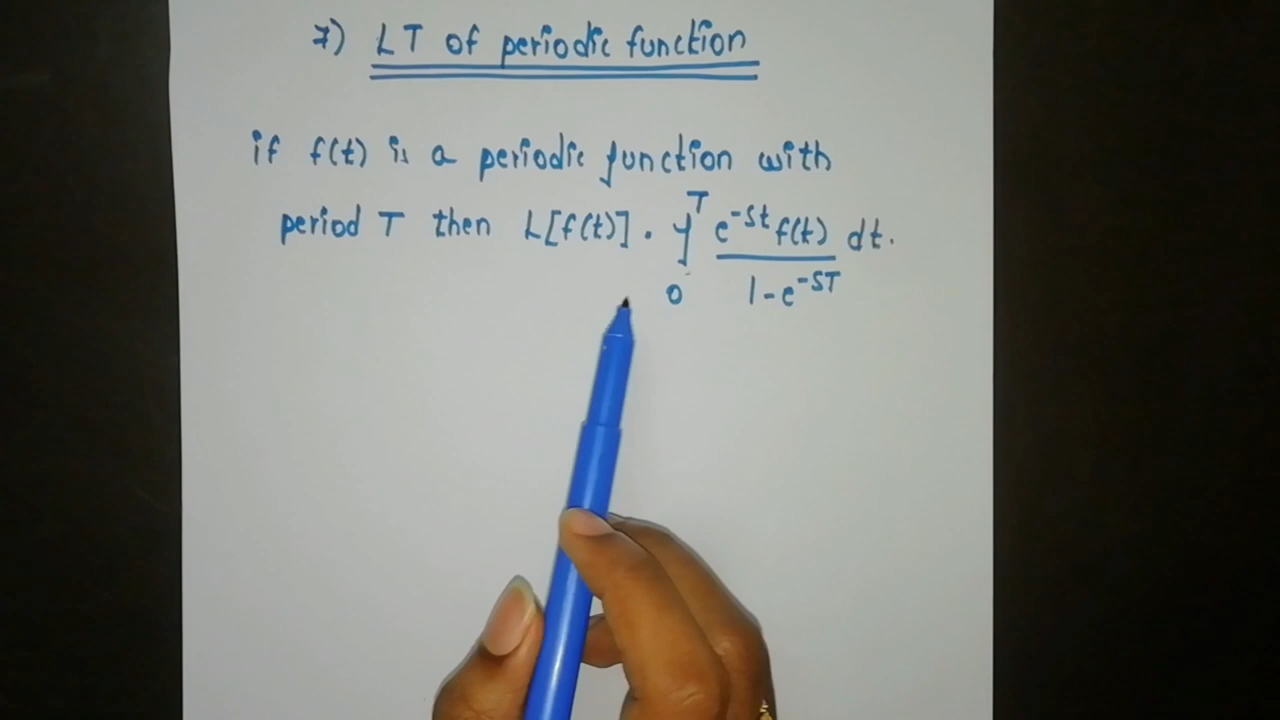 7) LT of periodic function
if f(t) is a periodic function with
period T then L[f(t)] . ∫₀ᵀ e^{-st} f(t) / 1-e^{-sT} dt.